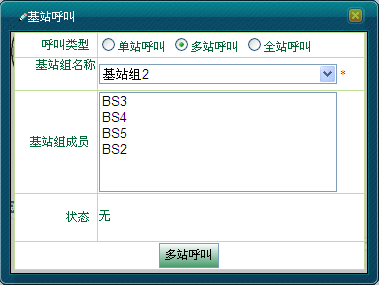 基站呼叫
呼叫类型 单站呼叫 多站呼叫 全站呼叫
基站组名称 基站组2 *
基站组成员
BS3
BS4
BS5
BS2
状态 无
多站呼叫